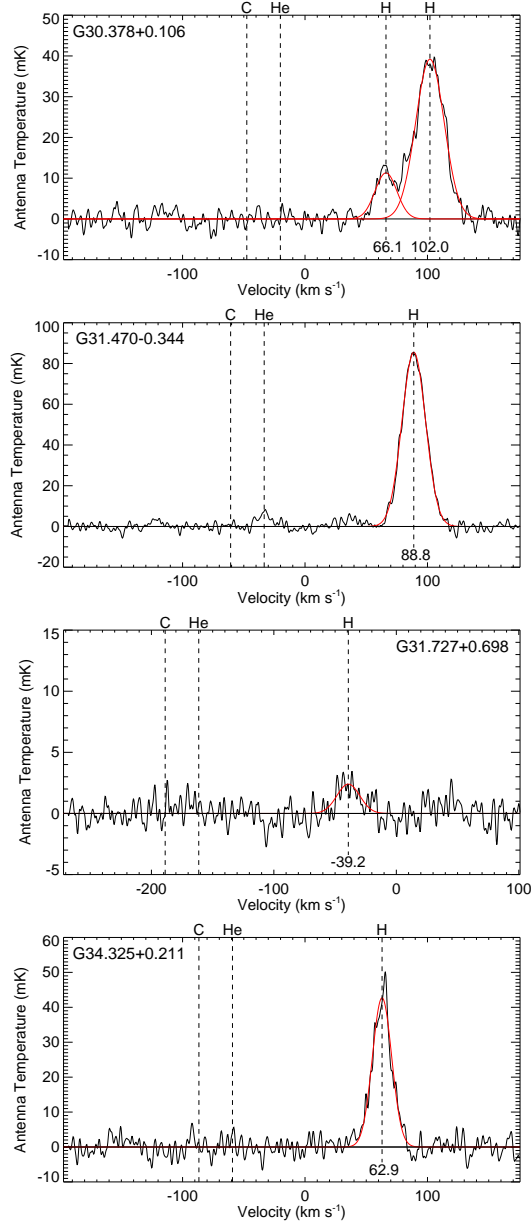 C He H H
G30.378+0.106
50
40
30
20
10
0
-10
Antenna Temperature (mK)
66.1 102.0
-100 0 100
Velocity (km s⁻¹)
C He H
G31.470-0.344
100
80
60
40
20
0
-20
Antenna Temperature (mK)
88.8
-100 0 100
Velocity (km s⁻¹)
C He H
G31.727+0.698
15
10
5
0
-5
Antenna Temperature (mK)
-39.2
-200 -100 0 100
Velocity (km s⁻¹)
C He H
G34.325+0.211
60
50
40
30
20
10
0
-10
Antenna Temperature (mK)
62.9
-100 0 100
Velocity (km s⁻¹)